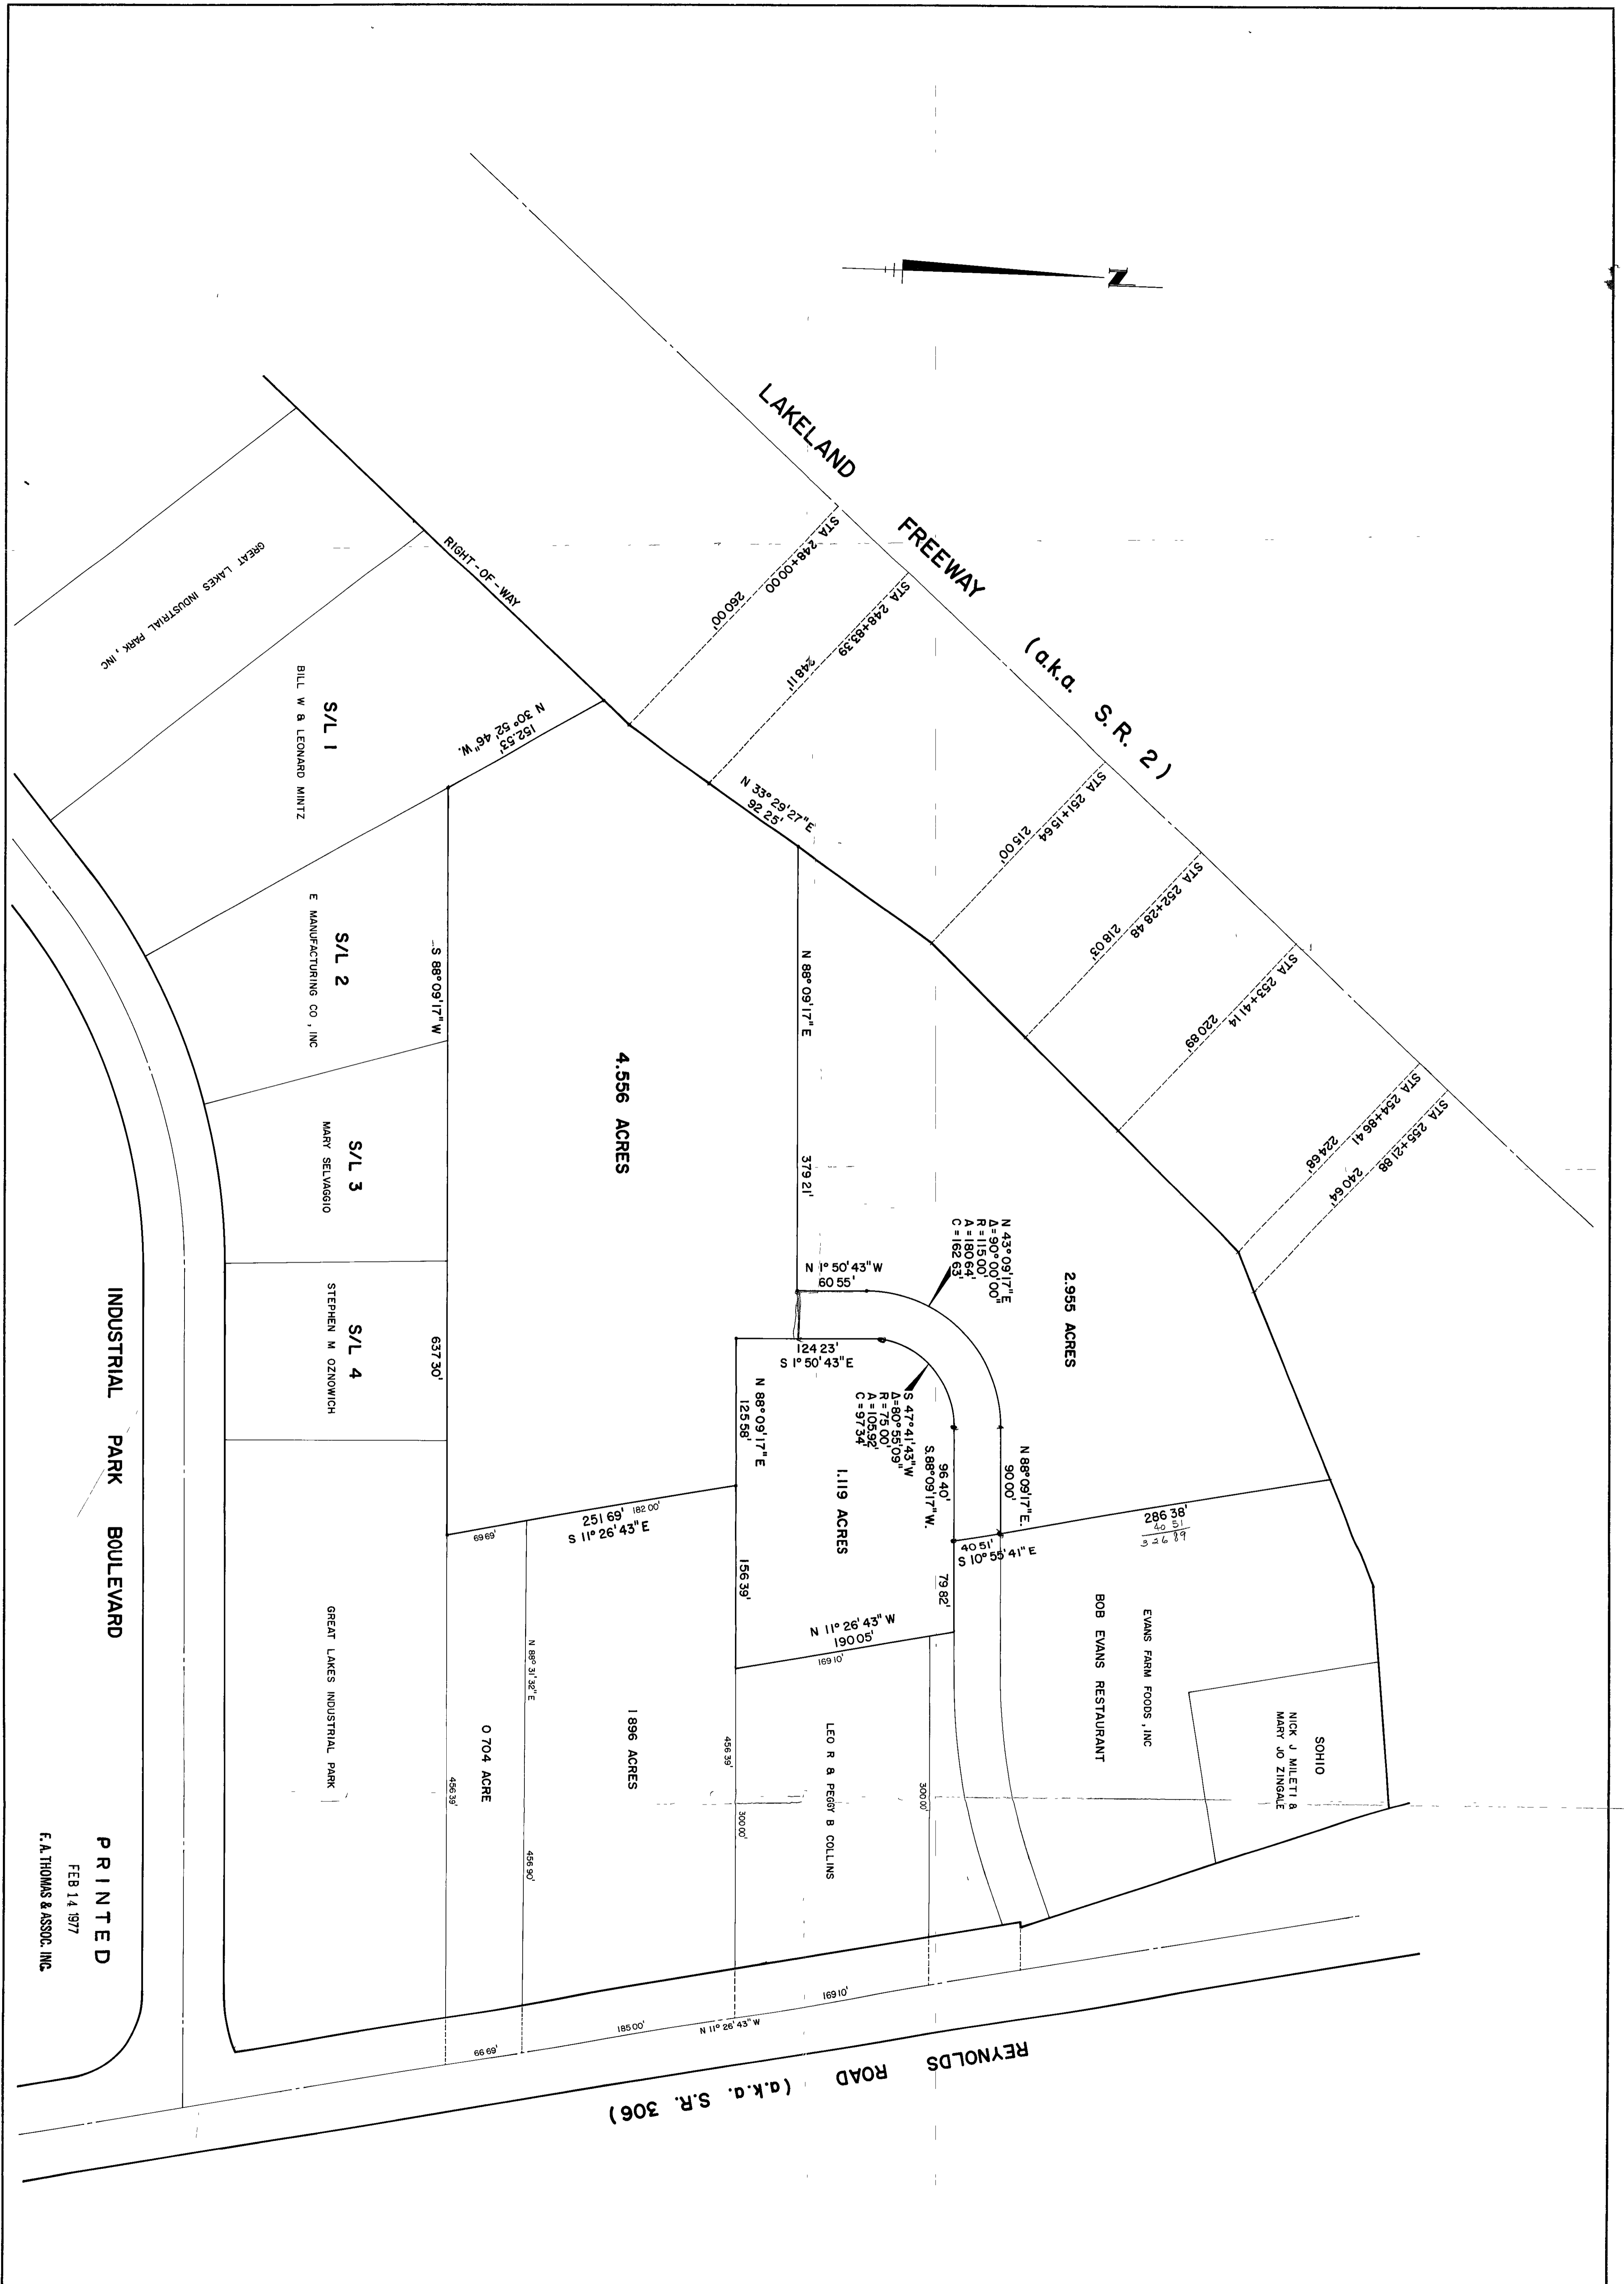 N
LAKELAND FREEWAY (a.k.a. S.R. 2)
STA 248+00 00
260 00'
STA 248+83.39
248 11'
STA 251+15 64
215 00'
STA 252+28 48
218 03'
STA 253+41 14
220 89'
STA 254+86 41
224 68'
STA 255+21 88
240 64'
RIGHT-OF-WAY
GREAT LAKES INDUSTRIAL PARK, INC
S/L 1
BILL W & LEONARD MINTZ
N 30° 52' 46" W.
152.53'
N 33° 29' 27" E
92 25'
S/L 2
E MANUFACTURING CO , INC
S/L 3
MARY SELVAGGIO
S/L 4
STEPHEN M OZNOWICH
S 88° 09' 17" W
637 30'
4.556 ACRES
N 88° 09' 17" E
379 21'
N 1° 50' 43" W
60 55'
N 43° 09' 17" E
Δ = 90° 00' 00"
R = 115 00'
A = 180 64'
C = 162 63'
2.955 ACRES
124 23'
S 1° 50' 43" E
S 47° 41' 43" W
Δ= 80° 55' 09"
R = 75 00'
A = 105.92'
C = 97 34'
N 88° 09' 17" E
125 58'
S. 88° 09' 17" W.
96 40'
N 88° 09' 17" E.
90 00'
1.119 ACRES
286 38'
40 51
326 89
40 51'
S 10° 55' 41" E
79 82'
156 39'
251 69'
182 00'
S 11° 26' 43" E
69 69'
N 11° 26' 43" W
190 05'
169 10'
BOB EVANS RESTAURANT
EVANS FARM FOODS , INC
SOHIO
NICK J MILETI &
MARY JO ZINGALE
LEO R & PEGGY B COLLINS
300 00'
456 39'
300 00'
1 896 ACRES
N 88° 31' 32" E
456 90'
0 704 ACRE
456 39'
GREAT LAKES INDUSTRIAL PARK
INDUSTRIAL PARK BOULEVARD
66 69'
185 00'
N 11° 26' 43" W
169 10'
REYNOLDS ROAD (a.k.a. S.R. 306)
PRINTED
FEB 14 1977
F. A. THOMAS & ASSOC. INC.